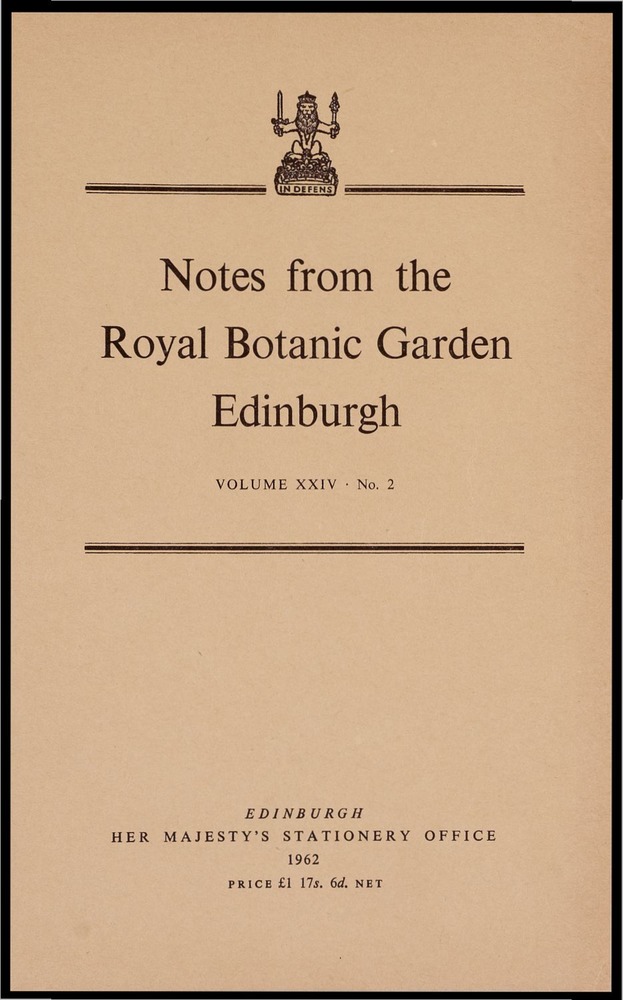 IN DEFENS
Notes from the
Royal Botanic Garden
Edinburgh
VOLUME XXIV · No. 2
EDINBURGH
HER MAJESTY'S STATIONERY OFFICE
1962
PRICE £1 17s. 6d. NET